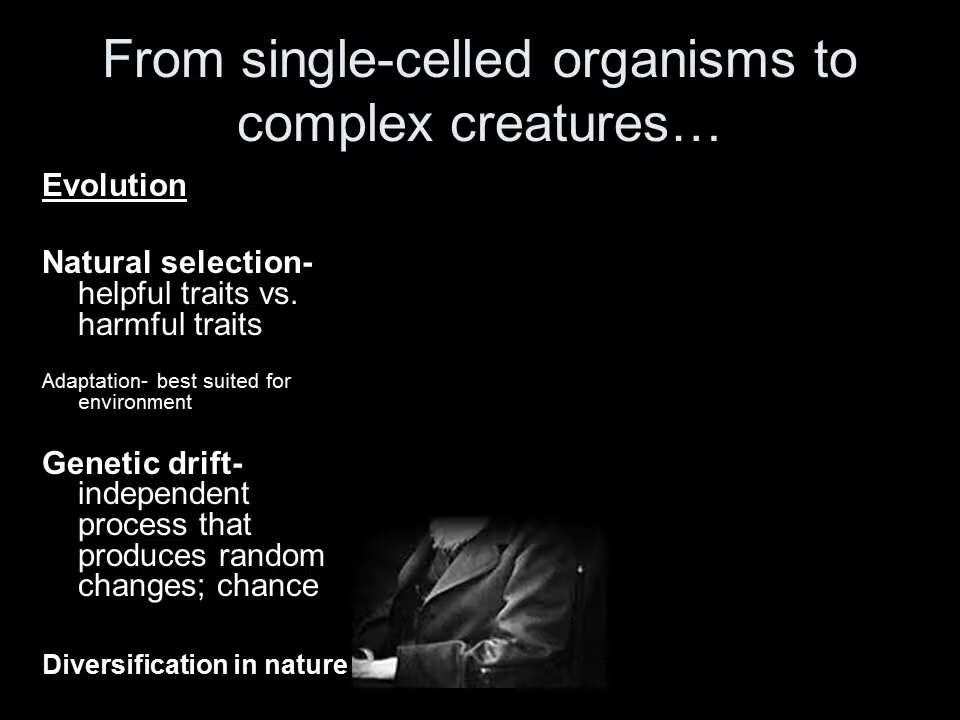 From single-celled organisms to
complex creatures…
Evolution
Natural selection-
helpful traits vs.
harmful traits
Adaptation- best suited for
environment
Genetic drift-
independent
process that
produces random
changes; chance
Diversification in nature